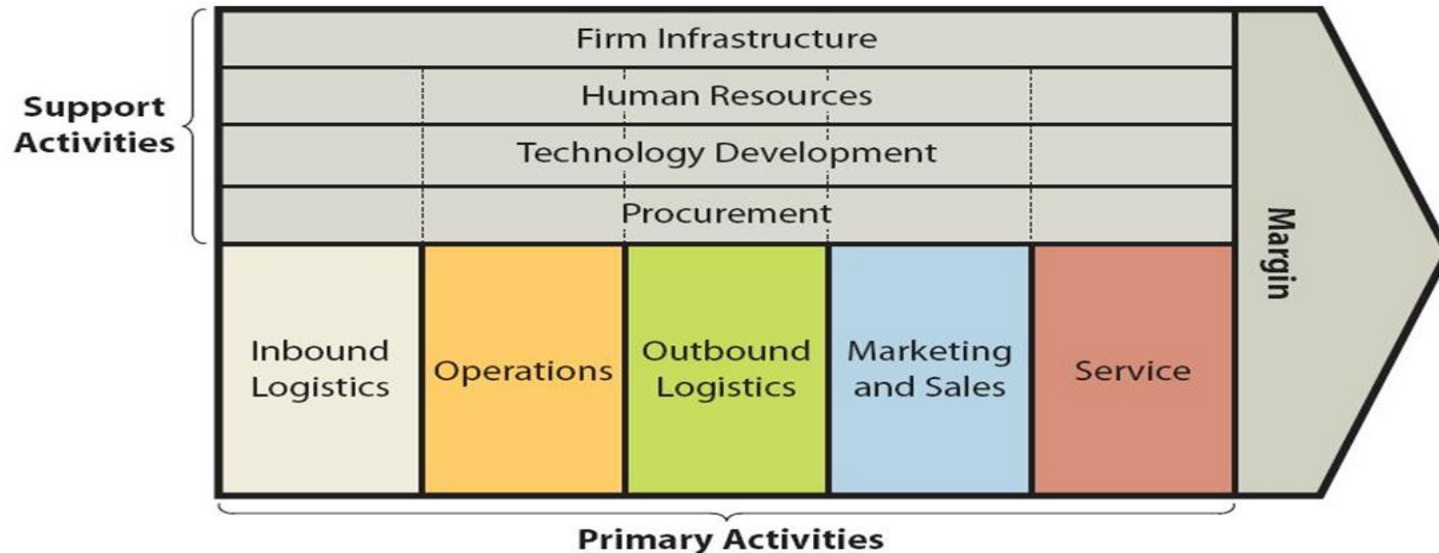 Firm Infrastructure
Human Resources
Support
Activities
Technology Development
Procurement
Inbound
Logistics
Operations
Outbound
Logistics
Marketing
and Sales
Service
Margin
Primary Activities